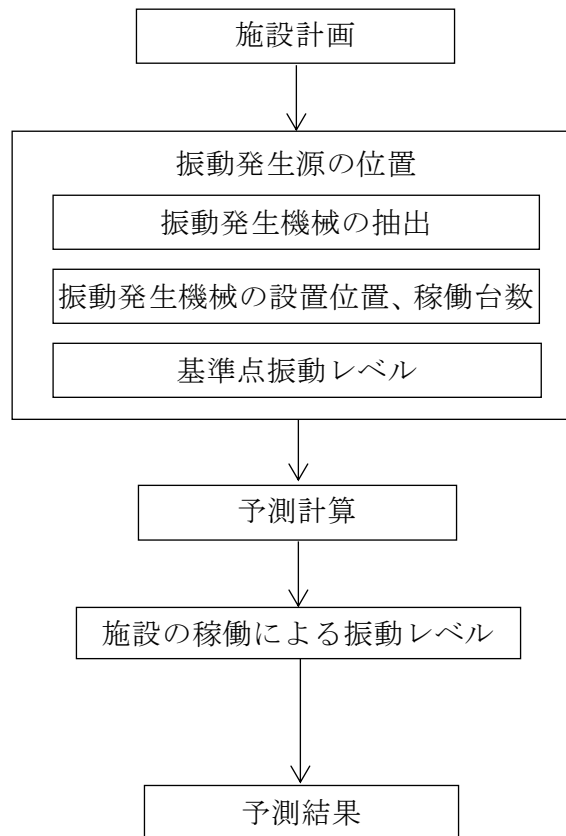 施設計画
振動発生源の位置
振動発生機械の抽出
振動発生機械の設置位置、稼働台数
基準点振動レベル
予測計算
施設の稼働による振動レベル
予測結果